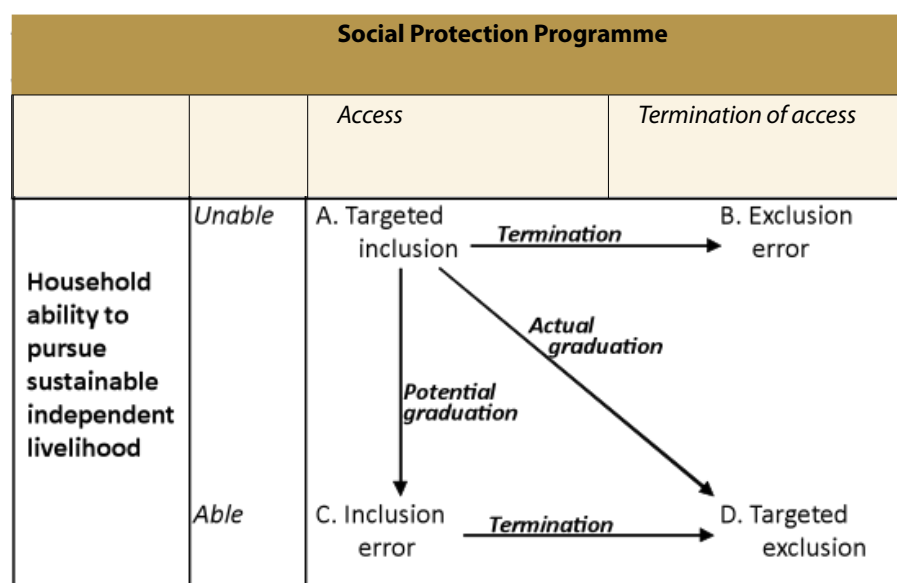 Social Protection Programme
Access
Termination of access
Unable
A. Targeted
inclusion
Termination
B. Exclusion
error
Household
ability to
pursue
sustainable
independent
livelihood
Actual
graduation
Potential
graduation
Able
C. Inclusion
error
Termination
D. Targeted
exclusion